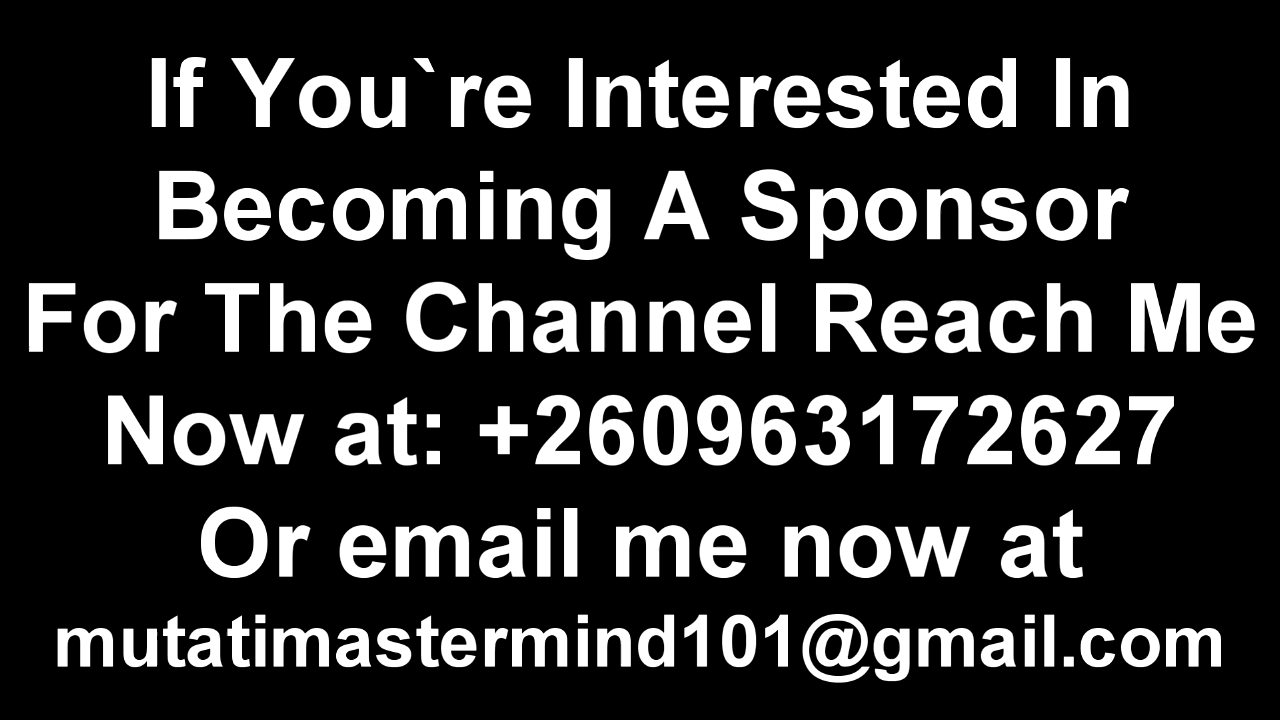 If You`re Interested In
Becoming A Sponsor
For The Channel Reach Me
Now at: +260963172627
Or email me now at
mutatimastermind101@gmail.com